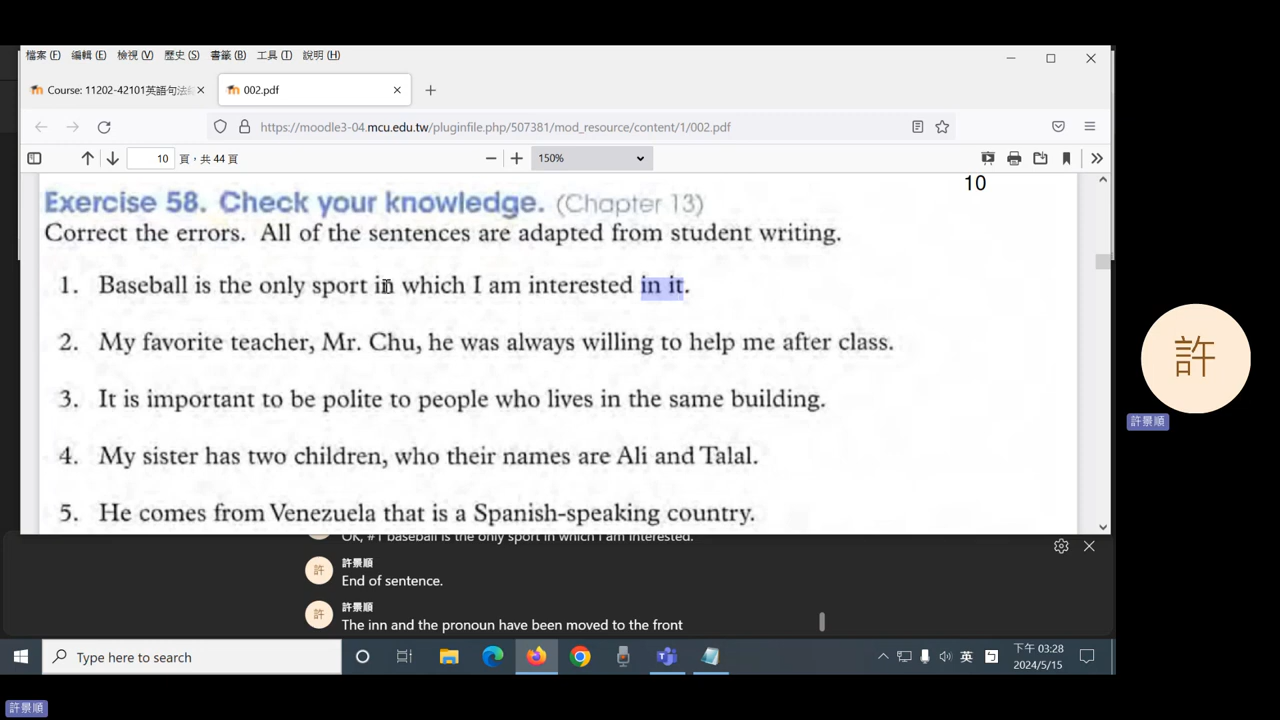 檔案(F) 編輯(E) 檢視(V) 歷史(S) 書籤(B) 工具(T) 說明(H)
Course: 11202-42101英語句法 002.pdf
https://moodle3-04.mcu.edu.tw/pluginfile.php/507381/mod_resource/content/1/002.pdf
10 頁，共 44 頁 150%
10
Exercise 58. Check your knowledge. (Chapter 13)
Correct the errors. All of the sentences are adapted from student writing.
1. Baseball is the only sport in which I am interested in it.
2. My favorite teacher, Mr. Chu, he was always willing to help me after class.
3. It is important to be polite to people who lives in the same building.
4. My sister has two children, who their names are Ali and Talal.
5. He comes from Venezuela that is a Spanish-speaking country.
許
許景順
OK, #1 baseball is the only sport in which I am interested.
許 許景順
End of sentence.
許 許景順
The inn and the pronoun have been moved to the front
Type here to search
英
下午 03:28
2024/5/15
許景順